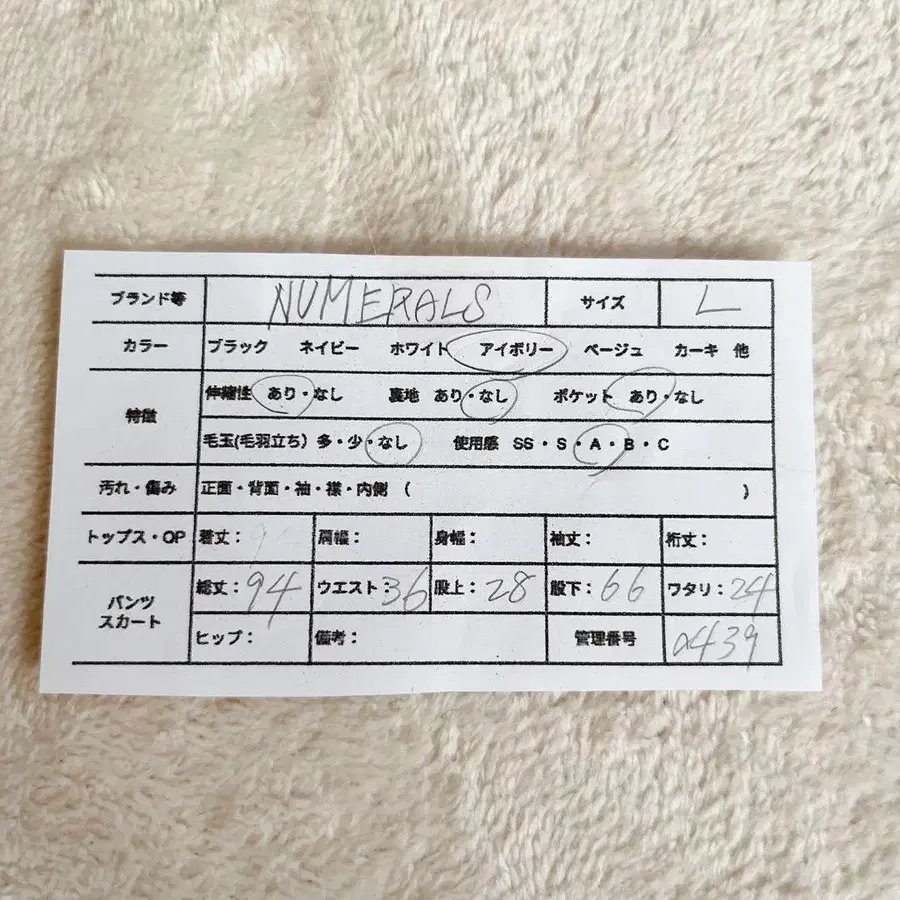 ブランド等 NUMERALS サイズ L
カラー ブラック ネイビー ホワイト アイボリー ベージュ カーキ 他
特徴
伸縮性 あり・なし 裏地 あり・なし ポケット あり・なし
毛玉(毛羽立ち) 多・少・なし 使用感 SS・S・A・B・C
汚れ・傷み 正面・背面・袖・襟・内側 ( )
トップス・OP 着丈: 肩幅: 身幅: 袖丈: 裄丈:
パンツ
スカート
総丈:94 ウエスト:36 股上:28 股下:66 ワタリ:24
ヒップ: 備考: 管理番号 a439